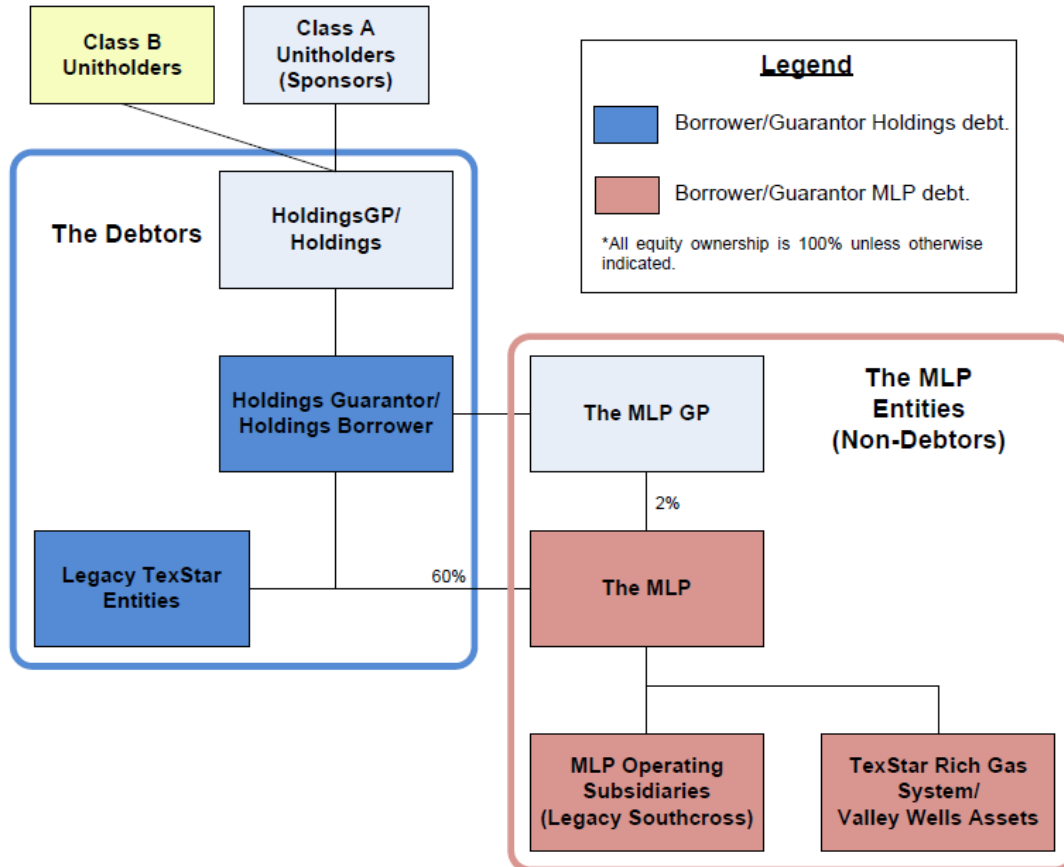 Class B
Unitholders
Class A
Unitholders
(Sponsors)
Legend
Borrower/Guarantor Holdings debt.
Borrower/Guarantor MLP debt.
*All equity ownership is 100% unless otherwise
indicated.
The Debtors
HoldingsGP/
Holdings
Holdings Guarantor/
Holdings Borrower
The MLP GP
The MLP
Entities
(Non-Debtors)
2%
Legacy TexStar
Entities
60%
The MLP
MLP Operating
Subsidiaries
(Legacy Southcross)
TexStar Rich Gas
System/
Valley Wells Assets